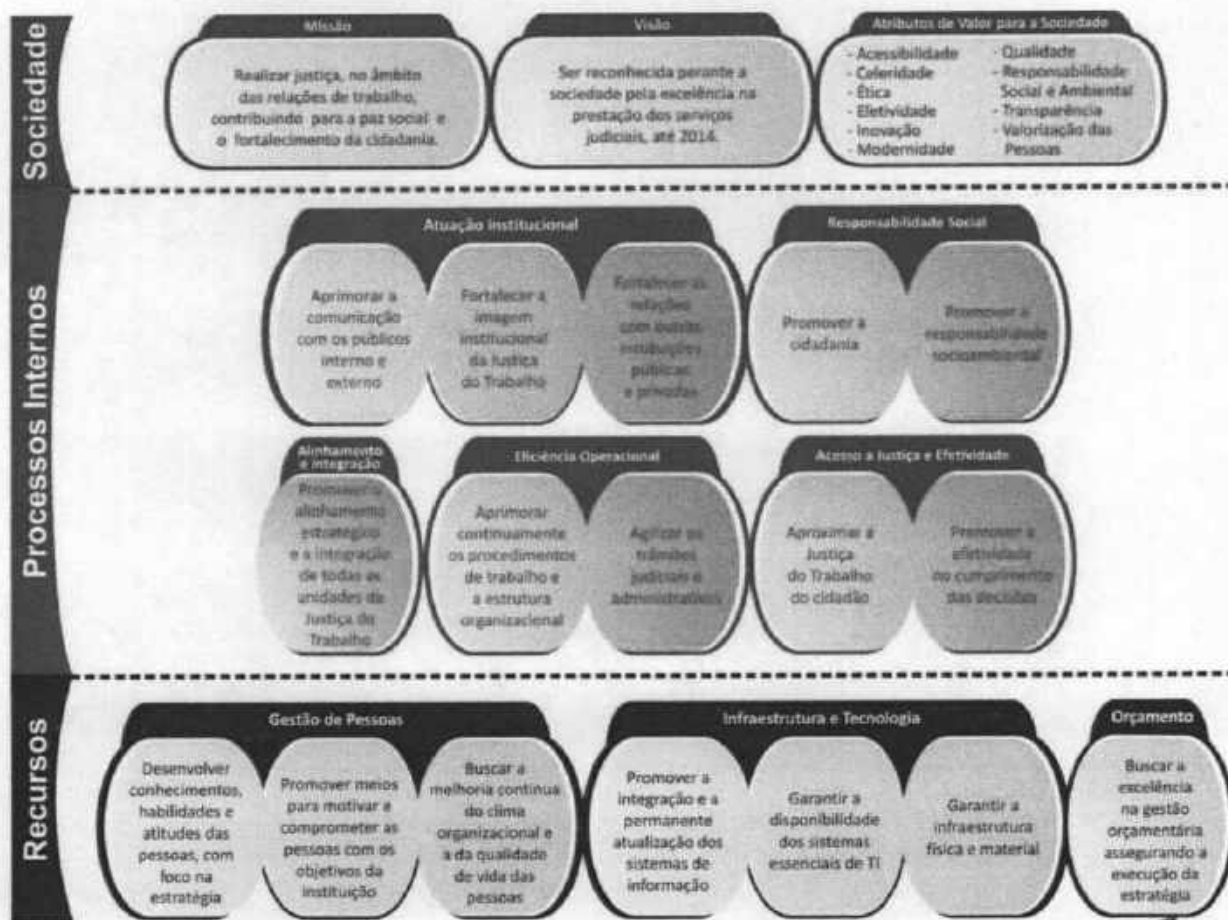 Sociedade
Missão
Realizar justiça, no âmbito
das relações de trabalho,
contribuindo para a paz social e
o fortalecimento da cidadania.
Visão
Ser reconhecida perante a
sociedade pela excelência na
prestação dos serviços
judiciais, até 2014.
Atributos de Valor para a Sociedade
- Acessibilidade
- Celeridade
- Ética
- Efetividade
- Inovação
- Modernidade
- Qualidade
- Responsabilidade
Social e Ambiental
- Transparência
- Valorização das
Pessoas
Processos Internos
Atuação Institucional
Aprimorar a
comunicação
com os públicos
interno e
externo
Fortalecer a
imagem
institucional
da Justiça
do Trabalho
Fortalecer as
relações
com outras
instituições
públicas
e privadas
Responsabilidade Social
Promover a
cidadania
Promover a
responsabilidade
socioambiental
Alinhamento
e integração
Promover o
alinhamento
estratégico
e a integração
de todas as
unidades da
Justiça do
Trabalho
Eficiência Operacional
Aprimorar
continuamente
os procedimentos
de trabalho e
a estrutura
organizacional
Agilizar os
trâmites
judiciais e
administrativos
Acesso a Justiça e Efetividade
Aproximar a
Justiça
do Trabalho
do cidadão
Promover a
efetividade
no cumprimento
das decisões
Recursos
Gestão de Pessoas
Desenvolver
conhecimentos,
habilidades e
atitudes das
pessoas, com
foco na
estratégia
Promover meios
para motivar e
comprometer as
pessoas com os
objetivos da
instituição
Buscar a
melhoria contínua
do clima
organizacional e
a da qualidade
de vida das
pessoas
Infraestrutura e Tecnologia
Promover a
integração e a
permanente
atualização dos
sistemas de
informação
Garantir a
disponibilidade
dos sistemas
essenciais de TI
Garantir a
infraestrutura
física e material
Orçamento
Buscar a
excelência
na gestão
orçamentária
assegurando a
execução da
estratégia